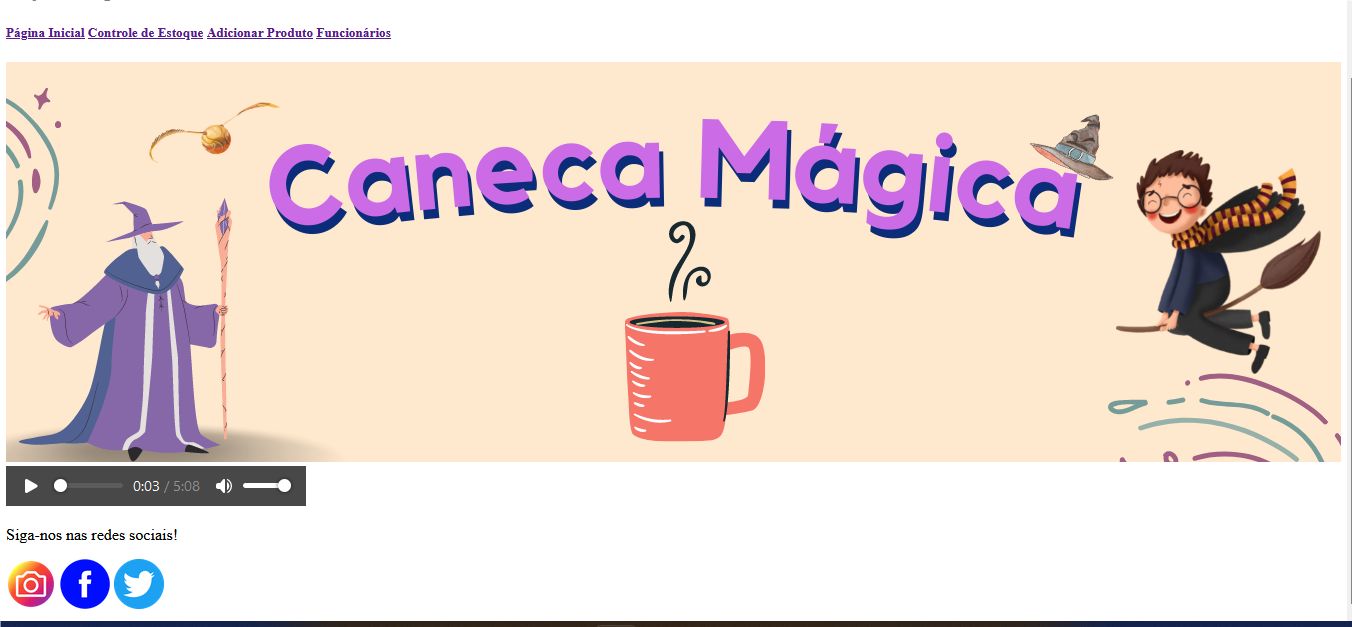 Página Inicial Controle de Estoque Adicionar Produto Funcionários
Caneca Mágica
0:03 / 5:08
Siga-nos nas redes sociais!